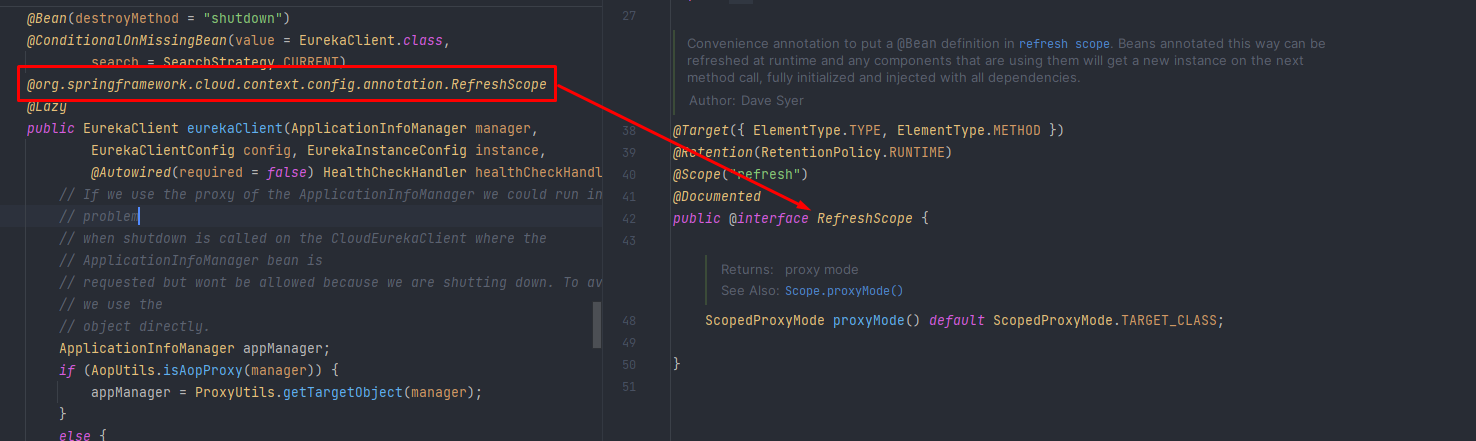 @Bean(destroyMethod = "shutdown")
@ConditionalOnMissingBean(value = EurekaClient.class,
search = SearchStrategy.CURRENT)
@org.springframework.cloud.context.config.annotation.RefreshScope
@Lazy
public EurekaClient eurekaClient(ApplicationInfoManager manager,
EurekaClientConfig config, EurekaInstanceConfig instance,
@Autowired(required = false) HealthCheckHandler healthCheckHandl
// If we use the proxy of the ApplicationInfoManager we could run in
// problem
// when shutdown is called on the CloudEurekaClient where the
// ApplicationInfoManager bean is
// requested but wont be allowed because we are shutting down. To av
// we use the
// object directly.
ApplicationInfoManager appManager;
if (AopUtils.isAopProxy(manager)) {
appManager = ProxyUtils.getTargetObject(manager);
}
else {
27
Convenience annotation to put a @Bean definition in refresh scope. Beans annotated this way can be
refreshed at runtime and any components that are using them will get a new instance on the next
method call, fully initialized and injected with all dependencies.
Author: Dave Syer
38 @Target({ ElementType.TYPE, ElementType.METHOD })
39 @Retention(RetentionPolicy.RUNTIME)
40 @Scope("refresh")
41 @Documented
42 public @interface RefreshScope {
43
Returns: proxy mode
See Also: Scope.proxyMode()
48 ScopedProxyMode proxyMode() default ScopedProxyMode.TARGET_CLASS;
49
50 }
51